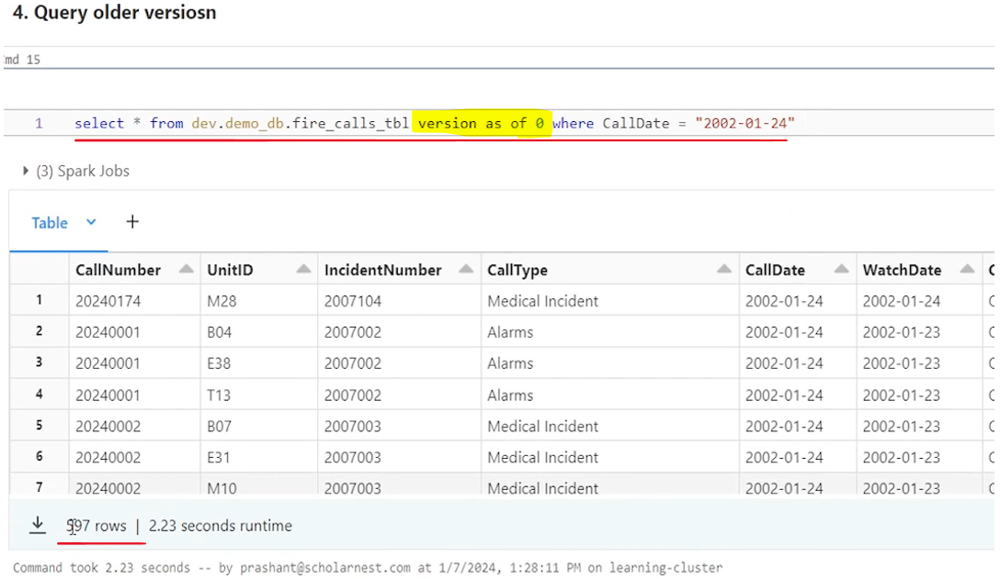 4. Query older versiosn
md 15
1 select * from dev.demo_db.fire_calls_tbl version as of 0 where CallDate = "2002-01-24"
(3) Spark Jobs
Table +
CallNumber UnitID IncidentNumber CallType CallDate WatchDate
1 20240174 M28 2007104 Medical Incident 2002-01-24 2002-01-24
2 20240001 B04 2007002 Alarms 2002-01-24 2002-01-23
3 20240001 E38 2007002 Alarms 2002-01-24 2002-01-23
4 20240001 T13 2007002 Alarms 2002-01-24 2002-01-23
5 20240002 B07 2007003 Medical Incident 2002-01-24 2002-01-23
6 20240002 E31 2007003 Medical Incident 2002-01-24 2002-01-23
7 20240002 M10 2007003 Medical Incident 2002-01-24 2002-01-23
597 rows | 2.23 seconds runtime
Command took 2.23 seconds -- by prashant@scholarnest.com at 1/7/2024, 1:28:11 PM on learning-cluster